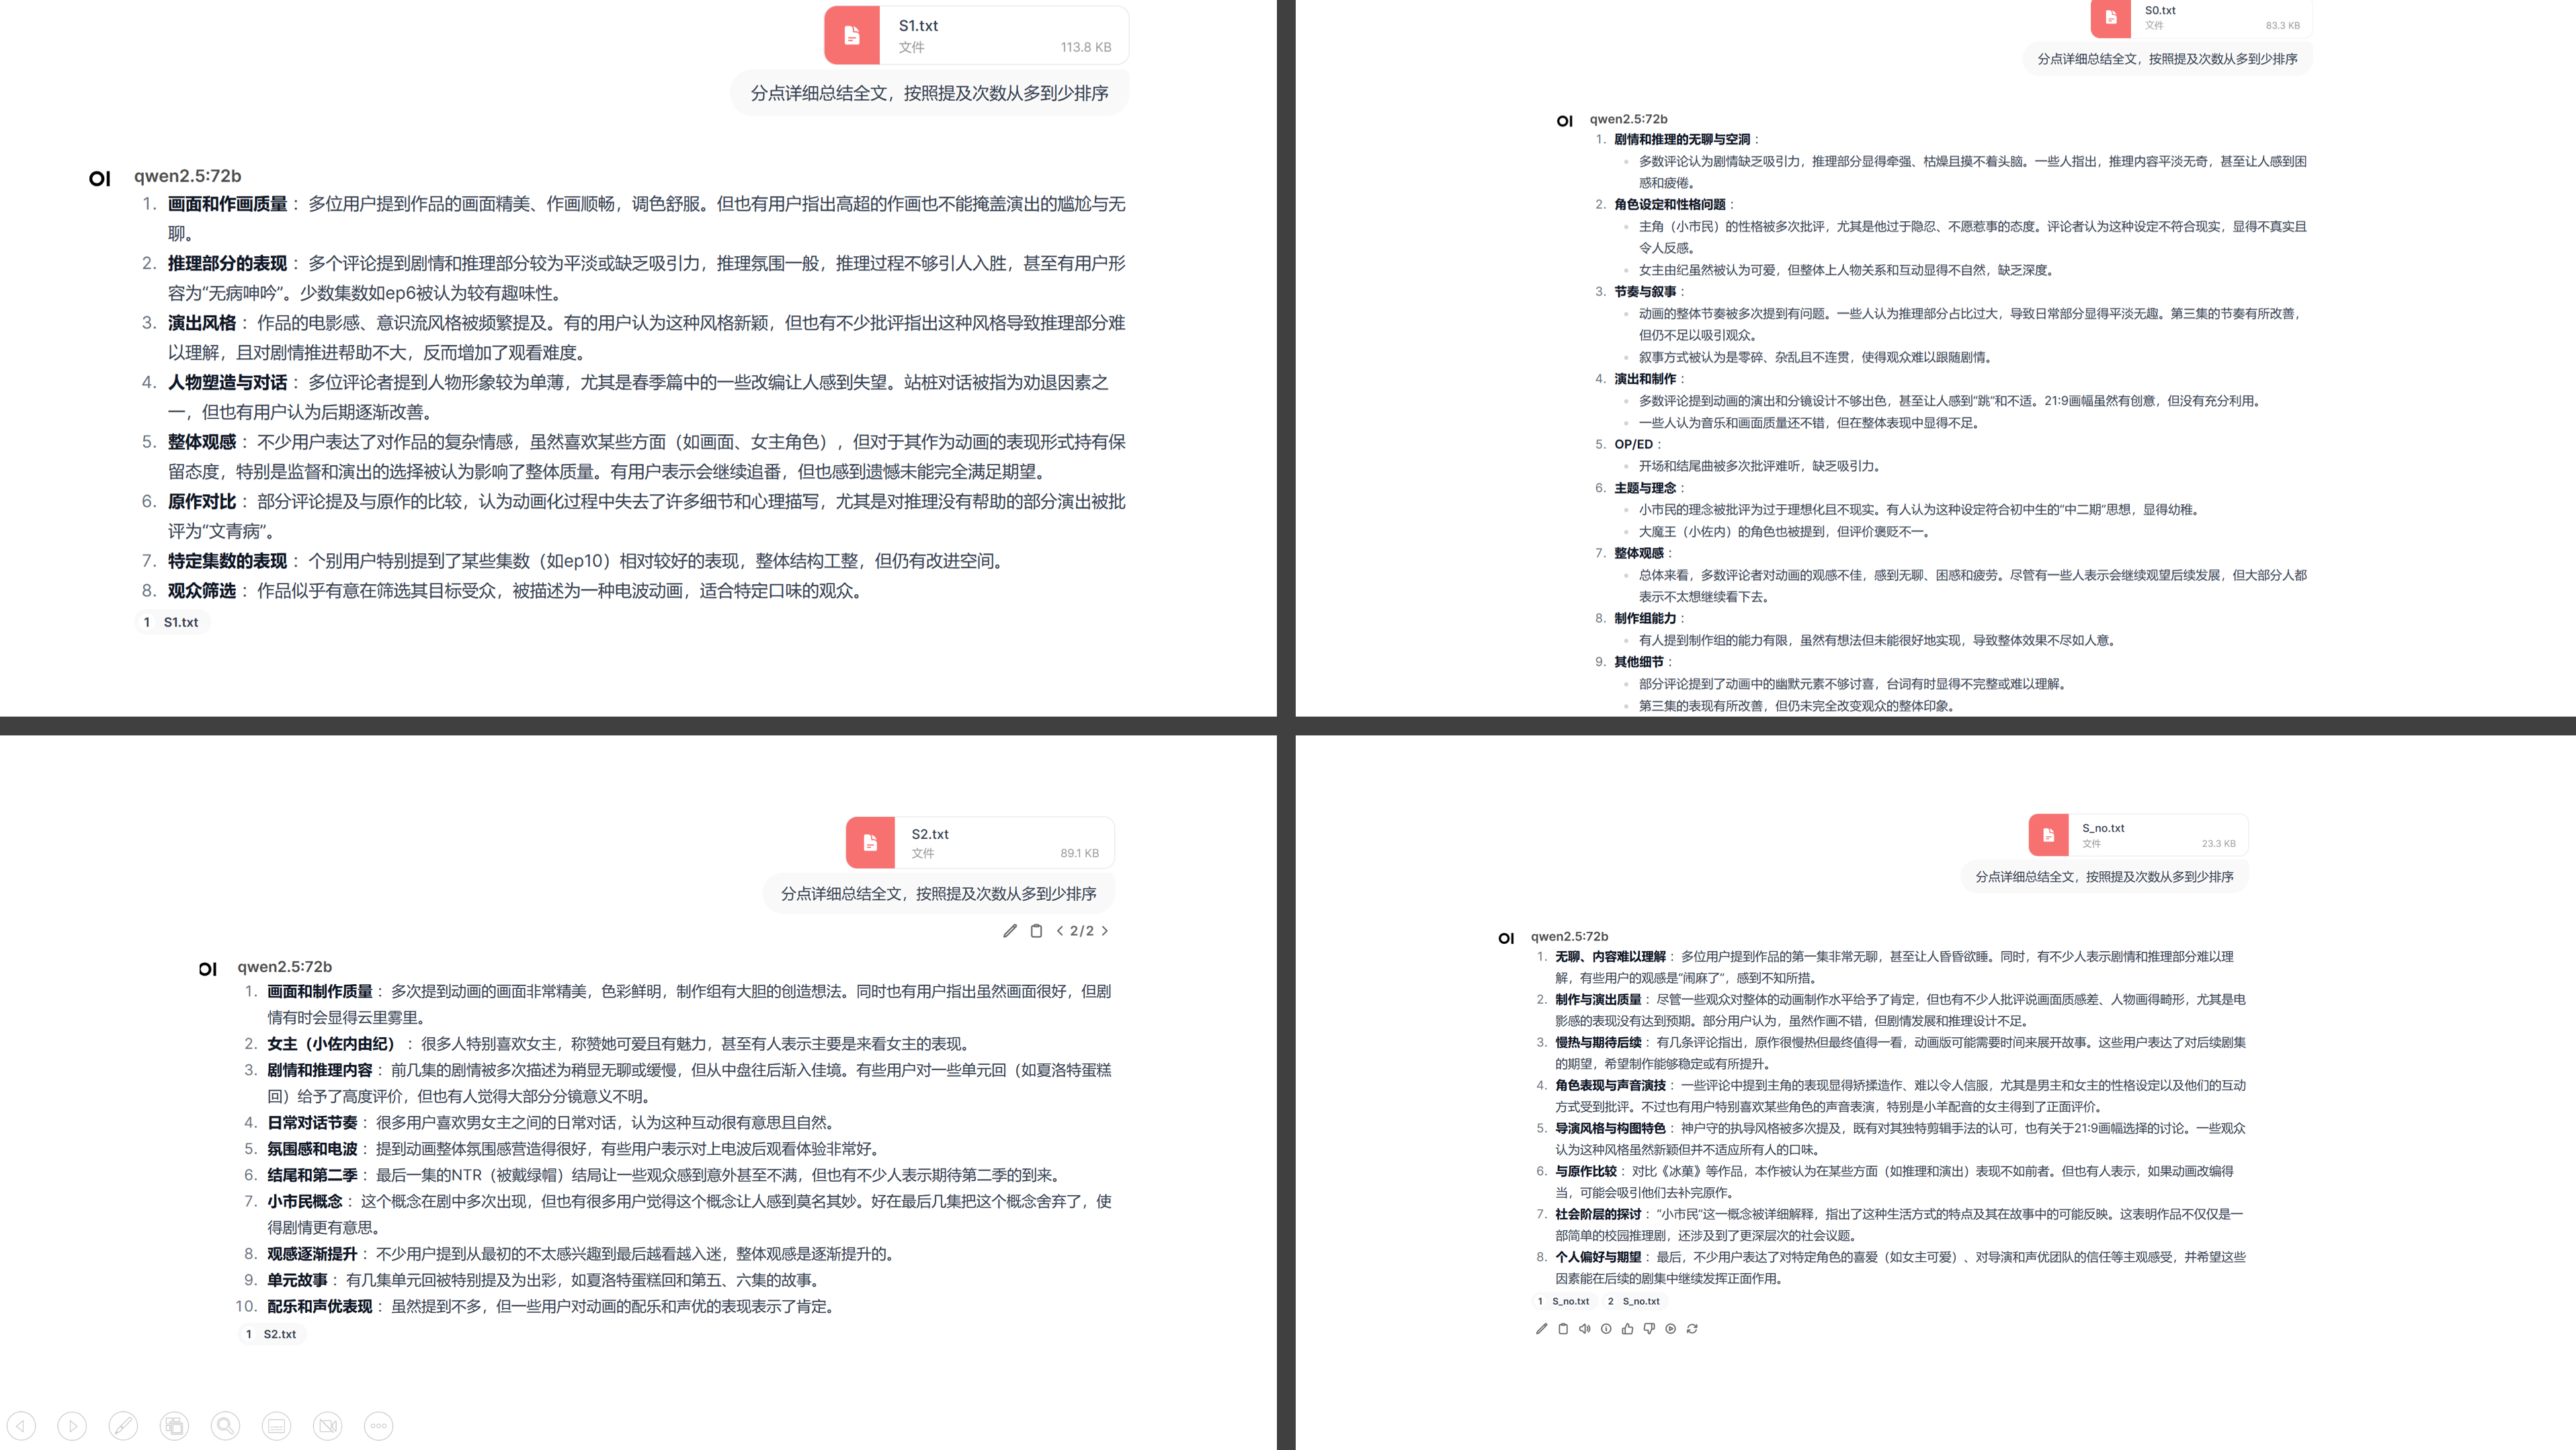 S1.txt
文件
113.8 KB
分点详细总结全文，按照提及次数从多到少排序
OI
qwen2.5:72b
1. 画面和作画质量：多位用户提到作品的画面精美、作画顺畅，调色舒服。但也有用户指出高超的作画也不能掩盖演出的尴尬与无
聊。
2. 推理部分的表现：多个评论提到剧情和推理部分较为平淡或缺乏吸引力，推理氛围一般，推理过程不够引人入胜，甚至有用户形
容为“无病呻吟”。少数集数如ep6被认为较有趣味性。
3. 演出风格：作品的电影感、意识流风格被频繁提及。有的用户认为这种风格新颖，但也有不少批评指出这种风格导致推理部分难
以理解，且对剧情推进帮助不大，反而增加了观看难度。
4. 人物塑造与对话：多位评论者提到人物形象较为单薄，尤其是春季篇中的一些改编让人感到失望。站桩对话被指为劝退因素之
一，但也有用户认为后期逐渐改善。
5. 整体观感：不少用户表达了对作品的复杂情感，虽然喜欢某些方面（如画面、女主角色），但对于其作为动画的表现形式持有保
留态度，特别是监督和演出的选择被认为影响了整体质量。有用户表示会继续追番，但也感到遗憾未能完全满足期望。
6. 原作对比：部分评论提及与原作的比较，认为动画化过程中失去了许多细节和心理描写，尤其是对推理没有帮助的部分演出被批
评为“文青病”。
7. 特定集数的表现：个别用户特别提到了某些集数（如ep10）相对较好的表现，整体结构工整，但仍有改进空间。
8. 观众筛选：作品似乎有意在筛选其目标受众，被描述为一种电波动画，适合特定口味的观众。
1 S1.txt
S0.txt
文件
83.3 KB
分点详细总结全文，按照提及次数从多到少排序
OI
qwen2.5:72b
1. 剧情和推理的无聊与空洞：
多数评论认为剧情缺乏吸引力，推理部分显得牵强、枯燥且摸不着头脑。一些人指出，推理内容平淡无奇，甚至让人感到困
惑和疲倦。
2. 角色设定和性格问题：
主角（小市民）的性格被多次批评，尤其是他过于隐忍、不愿惹事的态度。评论者认为这种设定不符合现实，显得不真实且
令人反感。
女主由纪虽然被认为可爱，但整体上人物关系和互动显得不自然，缺乏深度。
3. 节奏与叙事：
动画的整体节奏被多次提到有问题。一些人认为推理部分占比过大，导致日常部分显得平淡无趣。第三集的节奏有所改善，
但仍不足以吸引观众。
叙事方式被认为是零碎、杂乱且不连贯，使得观众难以跟随剧情。
4. 演出和制作：
多数评论提到动画的演出和分镜设计不够出色，甚至让人感到“跳”和不适。21:9画幅虽然有创意，但没有充分利用。
一些人认为音乐和画面质量还不错，但在整体表现中显得不足。
5. OP/ED：
开场和结尾曲被多次批评难听，缺乏吸引力。
6. 主题与理念：
小市民的理念被批评为过于理想化且不现实。有人认为这种设定符合初中生的“中二期”思想，显得幼稚。
大魔王（小佐内）的角色也被提到，但评价褒贬不一。
7. 整体观感：
总体来看，多数评论者对动画的观感不佳，感到无聊、困惑和疲劳。尽管有一些人表示会继续观望后续发展，但大部分人都
表示不太想继续看下去。
8. 制作组能力：
有人提到制作组的能力有限，虽然有想法但未能很好地实现，导致整体效果不尽如人意。
9. 其他细节：
部分评论提到了动画中的幽默元素不够讨喜，台词有时显得不完整或难以理解。
第三集的表现有所改善，但仍未完全改变观众的整体印象。
S2.txt
文件
89.1 KB
分点详细总结全文，按照提及次数从多到少排序
2/2
OI
qwen2.5:72b
1. 画面和制作质量：多次提到动画的画面非常精美，色彩鲜明，制作组有大胆的创造想法。同时也有用户指出虽然画面很好，但剧
情有时会显得云里雾里。
2. 女主（小佐内由纪）：很多人特别喜欢女主，称赞她可爱且有魅力，甚至有人表示主要是来看女主的表现。
3. 剧情和推理内容：前几集的剧情被多次描述为稍显无聊或缓慢，但从中盘往后渐入佳境。有些用户对一些单元回（如夏洛特蛋糕
回）给予了高度评价，但也有人觉得大部分分镜意义不明。
4. 日常对话节奏：很多用户喜欢男女主之间的日常对话，认为这种互动很有意思且自然。
5. 氛围感和电波：提到动画整体氛围感营造得很好，有些用户表示对上电波后观看体验非常好。
6. 结尾和第二季：最后一集的NTR（被戴绿帽）结局让一些观众感到意外甚至不满，但也有不少人表示期待第二季的到来。
7. 小市民概念：这个概念在剧中多次出现，但也有很多用户觉得这个概念让人感到莫名其妙。好在最后几集把这个概念舍弃了，使
得剧情更有意思。
8. 观感逐渐提升：不少用户提到从最初的不太感兴趣到最后越看越入迷，整体观感是逐渐提升的。
9. 单元故事：有几集单元回被特别提及为出彩，如夏洛特蛋糕回和第五、六集的故事。
10. 配乐和声优表现：虽然提到不多，但一些用户对动画的配乐和声优的表现表示了肯定。
1 S2.txt
S_no.txt
文件
23.3 KB
分点详细总结全文，按照提及次数从多到少排序
OI
qwen2.5:72b
1. 无聊、内容难以理解：多位用户提到作品的第一集非常无聊，甚至让人昏昏欲睡。同时，有不少人表示剧情和推理部分难以理
解，有些用户的观感是“闹麻了”，感到不知所措。
2. 制作与演出质量：尽管一些观众对整体的动画制作水平给予了肯定，但也有不少人批评说画面质感差、人物画得畸形，尤其是电
影感的表现没有达到预期。部分用户认为，虽然作画不错，但剧情发展和推理设计不足。
3. 慢热与期待后续：有几条评论指出，原作很慢热但最终值得一看，动画版可能需要时间来展开故事。这些用户表达了对后续剧集
的期望，希望制作能够稳定或有所提升。
4. 角色表现与声音演技：一些评论中提到主角的表现显得矫揉造作、难以令人信服，尤其是男主和女主的性格设定以及他们的互动
方式受到批评。不过也有用户特别喜欢某些角色的声音表演，特别是小羊配音的女主得到了正面评价。
5. 导演风格与构图特色：神户守的执导风格被多次提及，既有对其独特剪辑手法的认可，也有关于21:9画幅选择的讨论。一些观众
认为这种风格虽然新颖但并不适应所有人的口味。
6. 与原作比较：对比《冰菓》等作品，本作被认为在某些方面（如推理和演出）表现不如前者。但也有人表示，如果动画改编得
当，可能会吸引他们去补完原作。
7. 社会阶层的探讨：“小市民”这一概念被详细解释，指出了这种生活方式的特点及其在故事中的可能反映。这表明作品不仅仅是一
部简单的校园推理剧，还涉及到了更深层次的社会议题。
8. 个人偏好与期望：最后，不少用户表达了对特定角色的喜爱（如女主可爱）、对导演和声优团队的信任等主观感受，并希望这些
因素能在后续的剧集中继续发挥正面作用。
1 S_no.txt 2 S_no.txt